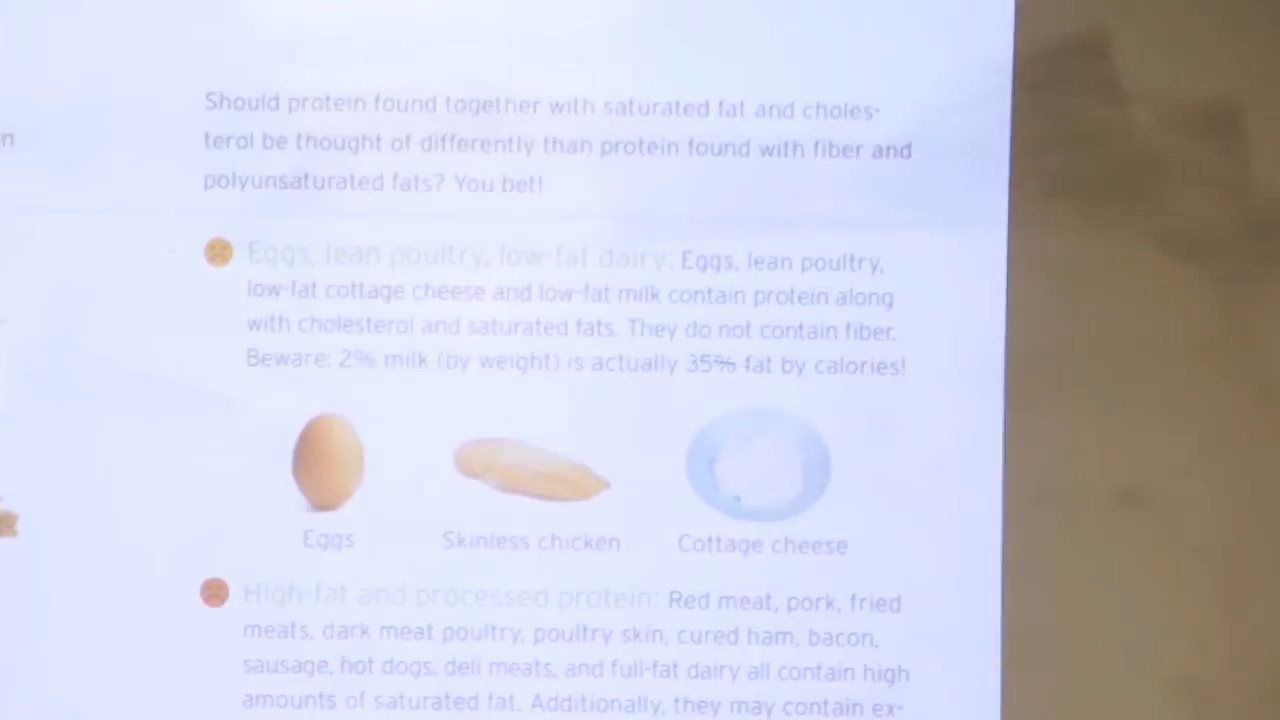 Should protein found together with saturated fat and choles-
terol be thought of differently than protein found with fiber and
polyunsaturated fats? You bet!
Eggs, lean poultry, low-fat dairy: Eggs, lean poultry,
low-fat cottage cheese and low-fat milk contain protein along
with cholesterol and saturated fats. They do not contain fiber.
Beware: 2% milk (by weight) is actually 35% fat by calories!
Eggs
Skinless chicken
Cottage cheese
High-fat and processed protein: Red meat, pork, fried
meats, dark meat poultry, poultry skin, cured ham, bacon,
sausage, hot dogs, deli meats, and full-fat dairy all contain high
amounts of saturated fat. Additionally, they may contain ex-